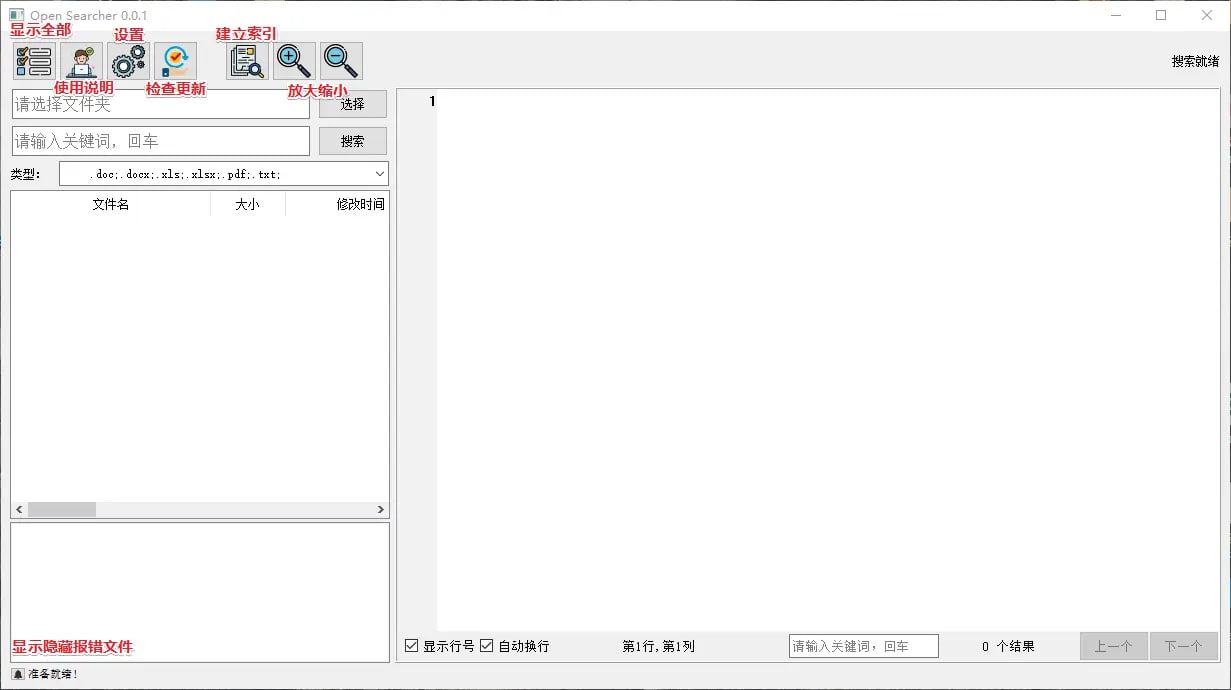 Open Searcher 0.0.1
显示全部
设置
建立索引
使用说明
检查更新
放大缩小
搜索就绪
请选择文件夹
选择
请输入关键词，回车
搜索
类型：
.doc;.docx;.xls;.xlsx;.pdf;.txt;
文件名 大小 修改时间
1
显示隐藏报错文件
显示行号 自动换行 第1行,第1列 请输入关键词，回车 0 个结果 上一个 下一个
准备就绪!